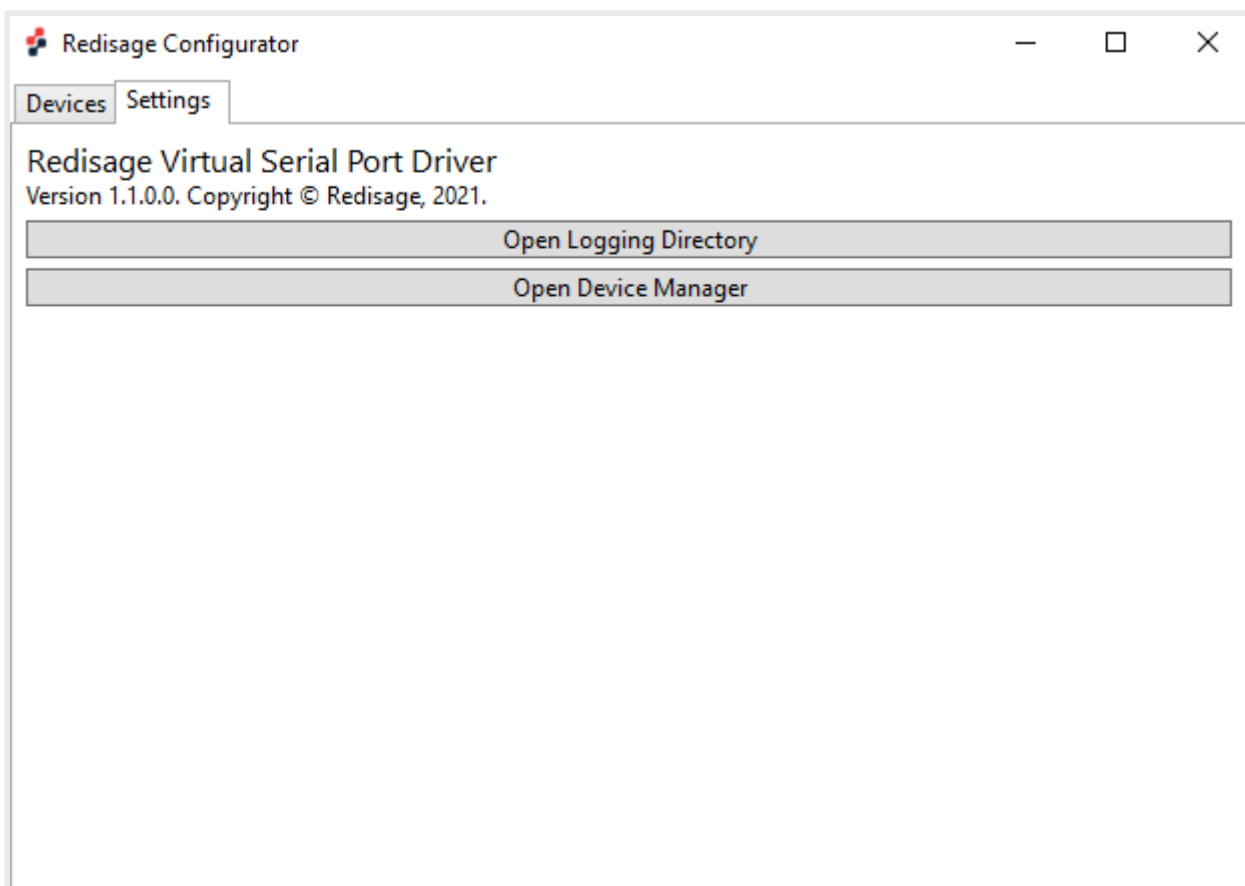 Redisage Configurator
Devices Settings
Redisage Virtual Serial Port Driver
Version 1.1.0.0. Copyright © Redisage, 2021.
Open Logging Directory
Open Device Manager